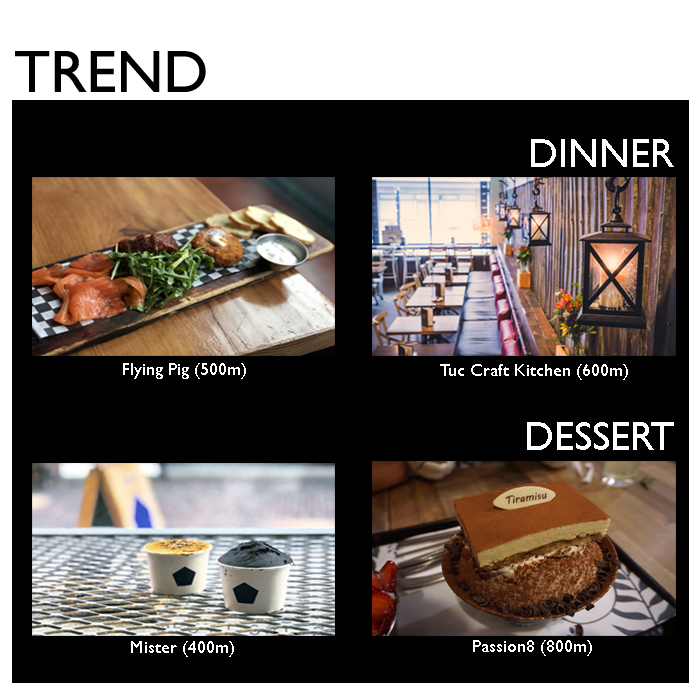 TREND
DINNER
Flying Pig (500m)
Tuc Craft Kitchen (600m)
DESSERT
Tiramisu
Mister (400m)
Passion8 (800m)